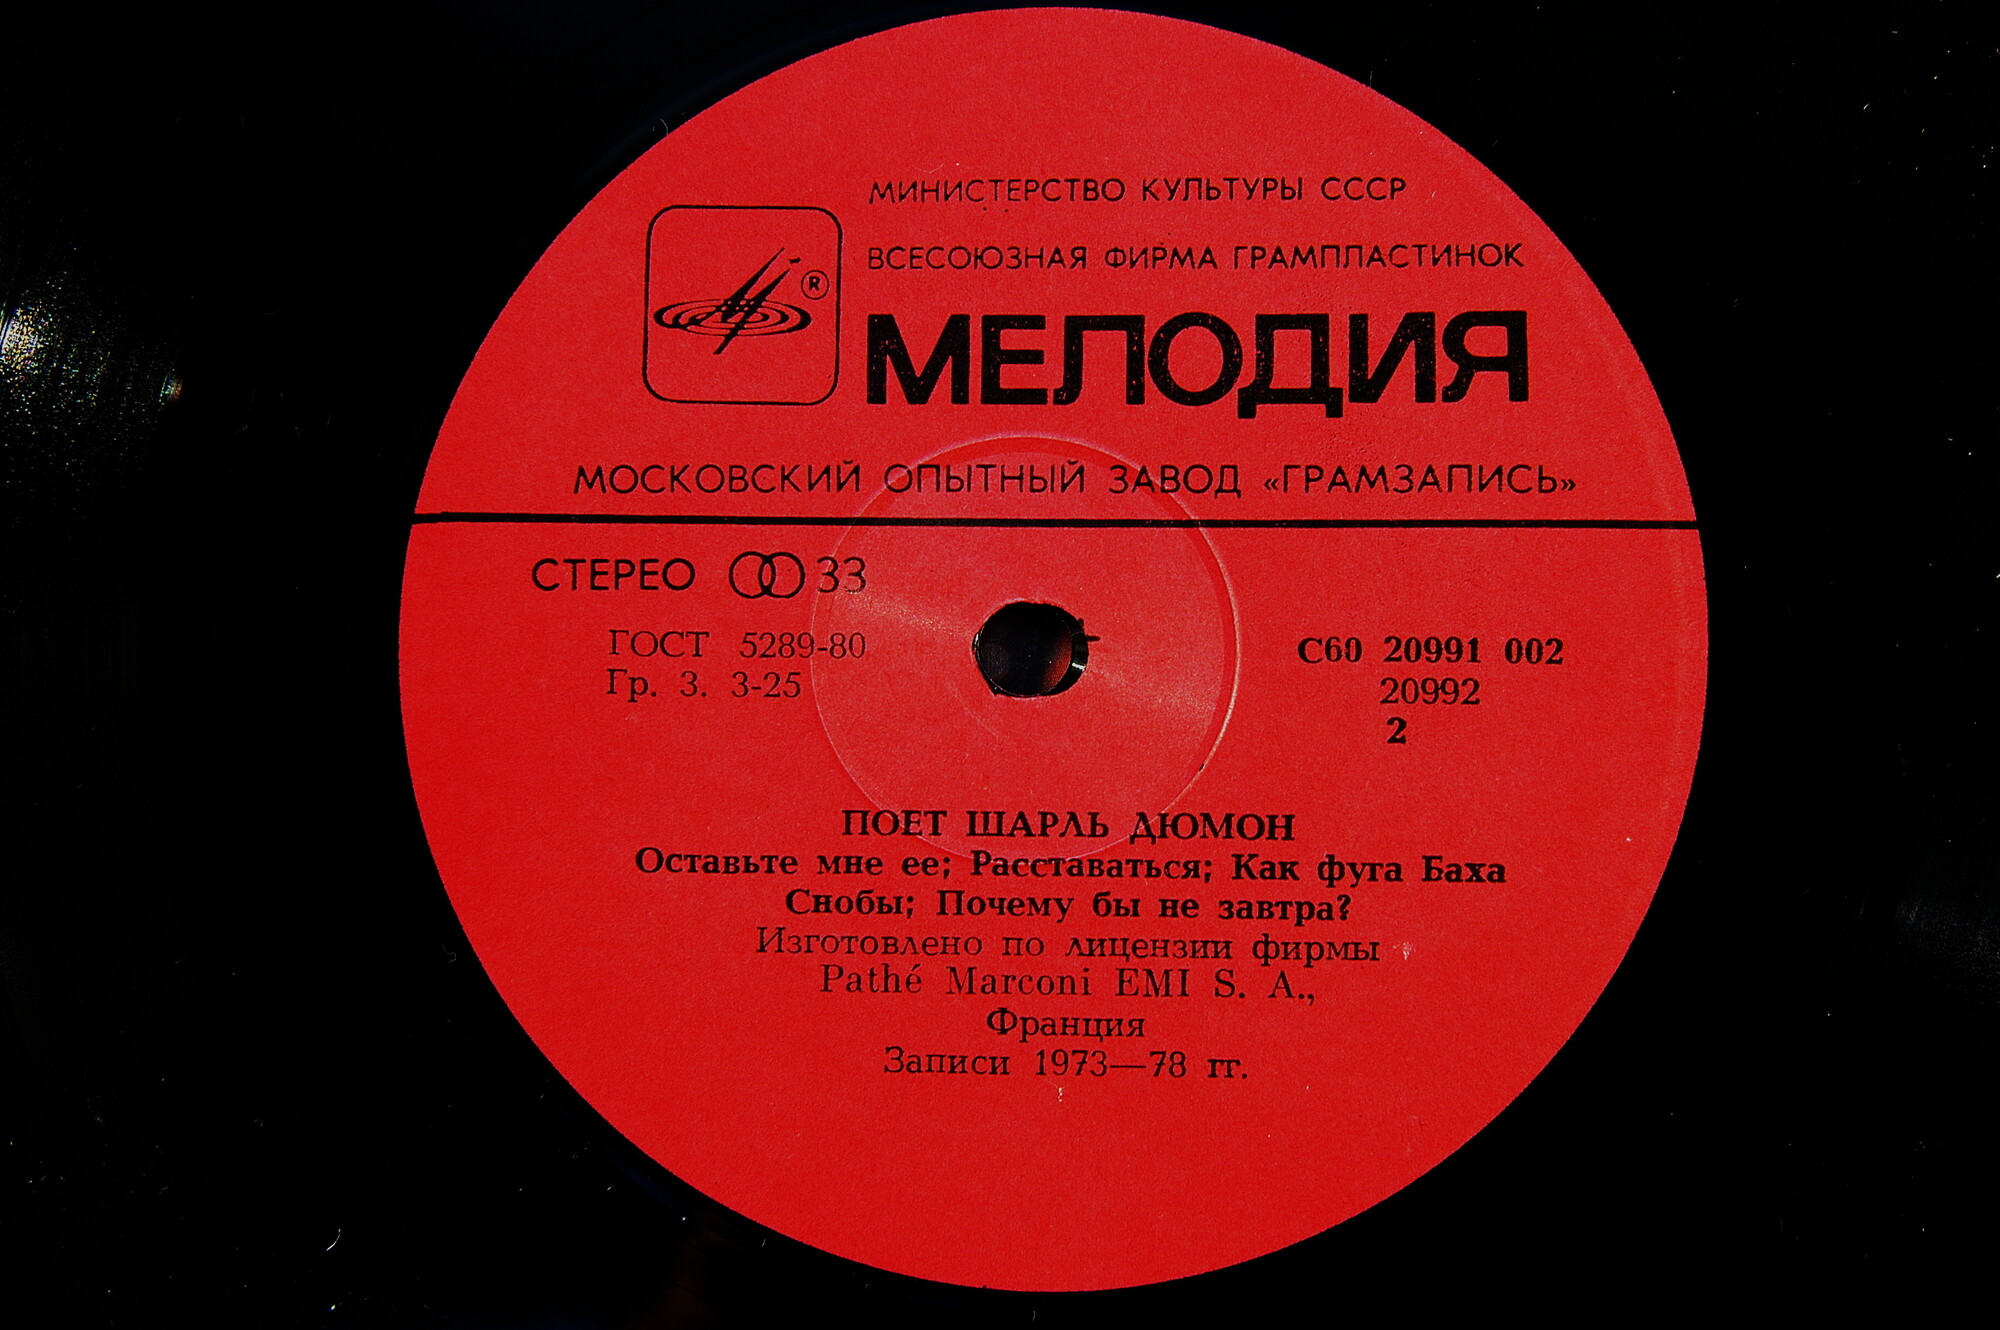 МИНИСТЕРСТВО КУЛЬТУРЫ СССР
ВСЕСОЮЗНАЯ ФИРМА ГРАМПЛАСТИНОК
®
МЕЛОДИЯ
МОСКОВСКИЙ ОПЫТНЫЙ ЗАВОД «ГРАМЗАПИСЬ»
СТЕРЕО 33
ГОСТ 5289-80
Гр. 3. 3-25
С60 20991 002
20992
2
ПОЕТ ШАРЛЬ ДЮМОН
Оставьте мне ее; Расставаться; Как фуга Баха
Снобы; Почему бы не завтра?
Изготовлено по лицензии фирмы
Pathé Marconi EMI S. A.,
Франция
Записи 1973—78 гг.